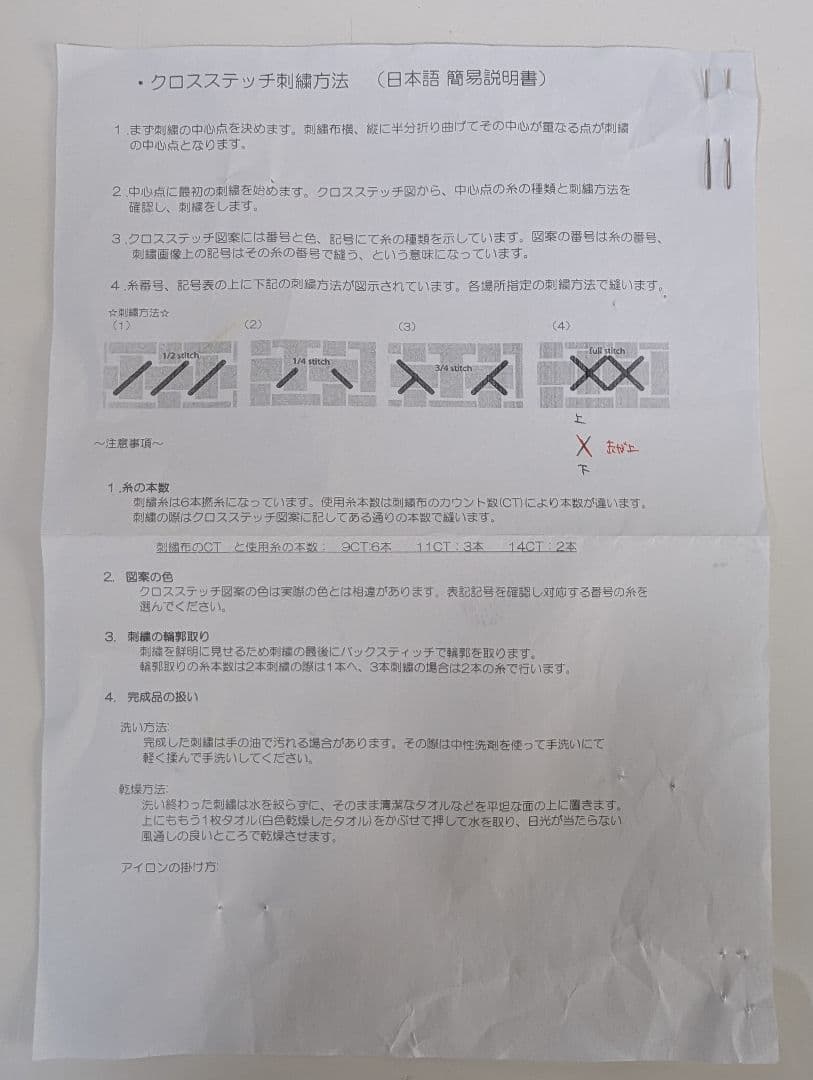 ・クロスステッチ刺繍方法 （日本語 簡易説明書）
１.まず刺繍の中心点を決めます。刺繍布横、縦に半分折り曲げてその中心が重なる点が刺繍
の中心点となります。
２.中心点に最初の刺繍を始めます。クロスステッチ図から、中心点の糸の種類と刺繍方法を
確認し、刺繍をします。
３.クロスステッチ図案には番号と色、記号にて糸の種類を示しています。図案の番号は糸の番号、
刺繍画像上の記号はその糸の番号で縫う、という意味になっています。
４.糸番号、記号表の上に下記の刺繍方法が図示されています。各場所指定の刺繍方法で縫います。
☆刺繍方法☆
（1） （2） （3） （4）
1/2 stitch 1/4 stitch 3/4 stitch full stitch
上
下
～注意事項～
１.糸の本数
刺繍糸は6本撚糸になっています。使用糸本数は刺繍布のカウント数(CT)により本数が違います。
刺繍の際はクロスステッチ図案に記してある通りの本数で縫います。
刺繍布のCT と使用糸の本数： 9CT:6本 11CT：3本 14CT：2本
2. 図案の色
クロスステッチ図案の色は実際の色とは相違があります。表記記号を確認し対応する番号の糸を
選んでください。
3. 刺繍の輪郭取り
刺繍を鮮明に見せるため刺繍の最後にバックスティッチで輪郭を取ります。
輪郭取りの糸本数は2本刺繍の際は1本へ、3本刺繍の場合は2本の糸で行います。
4. 完成品の扱い
洗い方法:
完成した刺繍は手の油で汚れる場合があります。その際は中性洗剤を使って手洗いにて
軽く揉んで手洗いしてください。
乾燥方法:
洗い終わった刺繍は水を絞らずに、そのまま清潔なタオルなどを平坦な面の上に置きます。
上にももう1枚タオル(白色乾燥したタオル)をかぶせて押して水を取り、日光が当たらない
風通しの良いところで乾燥させます。
アイロンの掛け方: